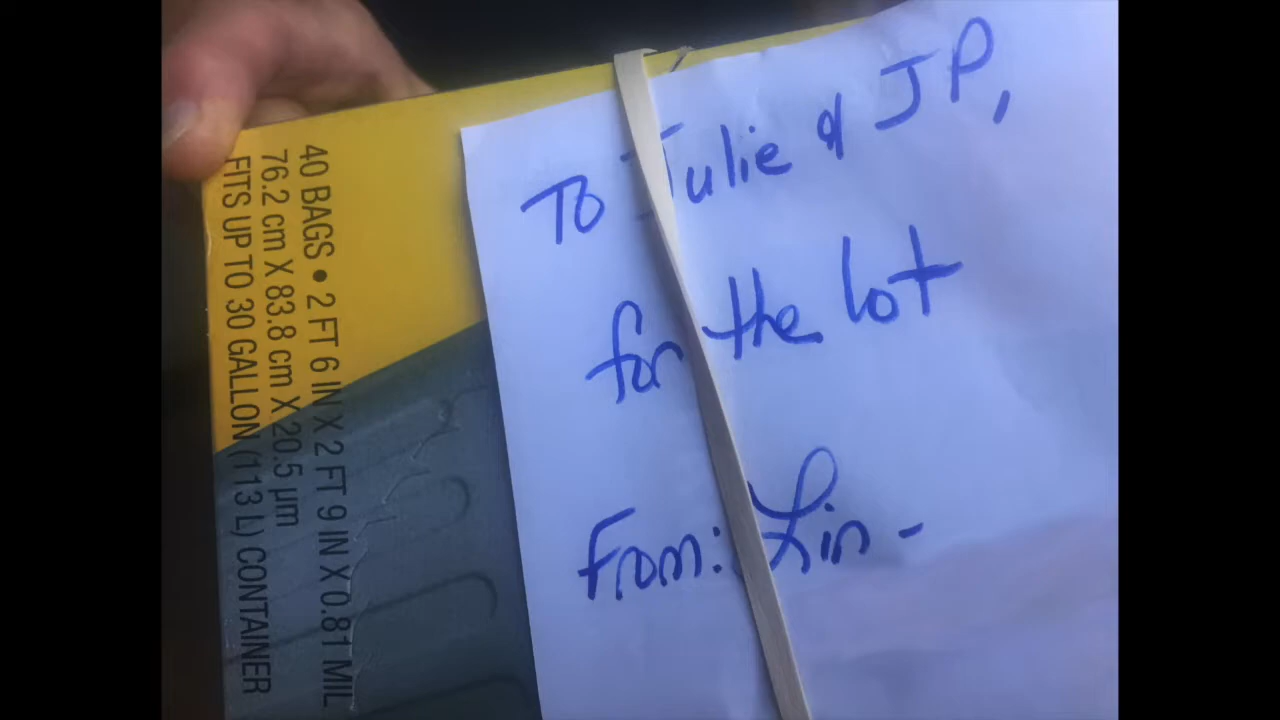 To Julie & JP,
for the lot
From: Lin -
40 BAGS • 2 FT 6 IN X 2 FT 9 IN X 0.81 MIL
76.2 cm X 83.8 cm X 20.5 µm
FITS UP TO 30 GALLON (113 L) CONTAINER